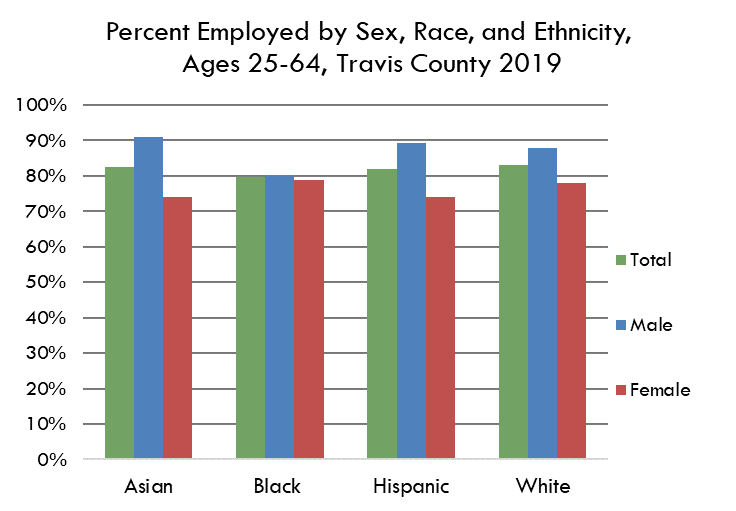 Percent Employed by Sex, Race, and Ethnicity,
Ages 25-64, Travis County 2019
100%
90%
80%
70%
60%
50%
40%
30%
20%
10%
0%
Asian
Black
Hispanic
White
Total
Male
Female